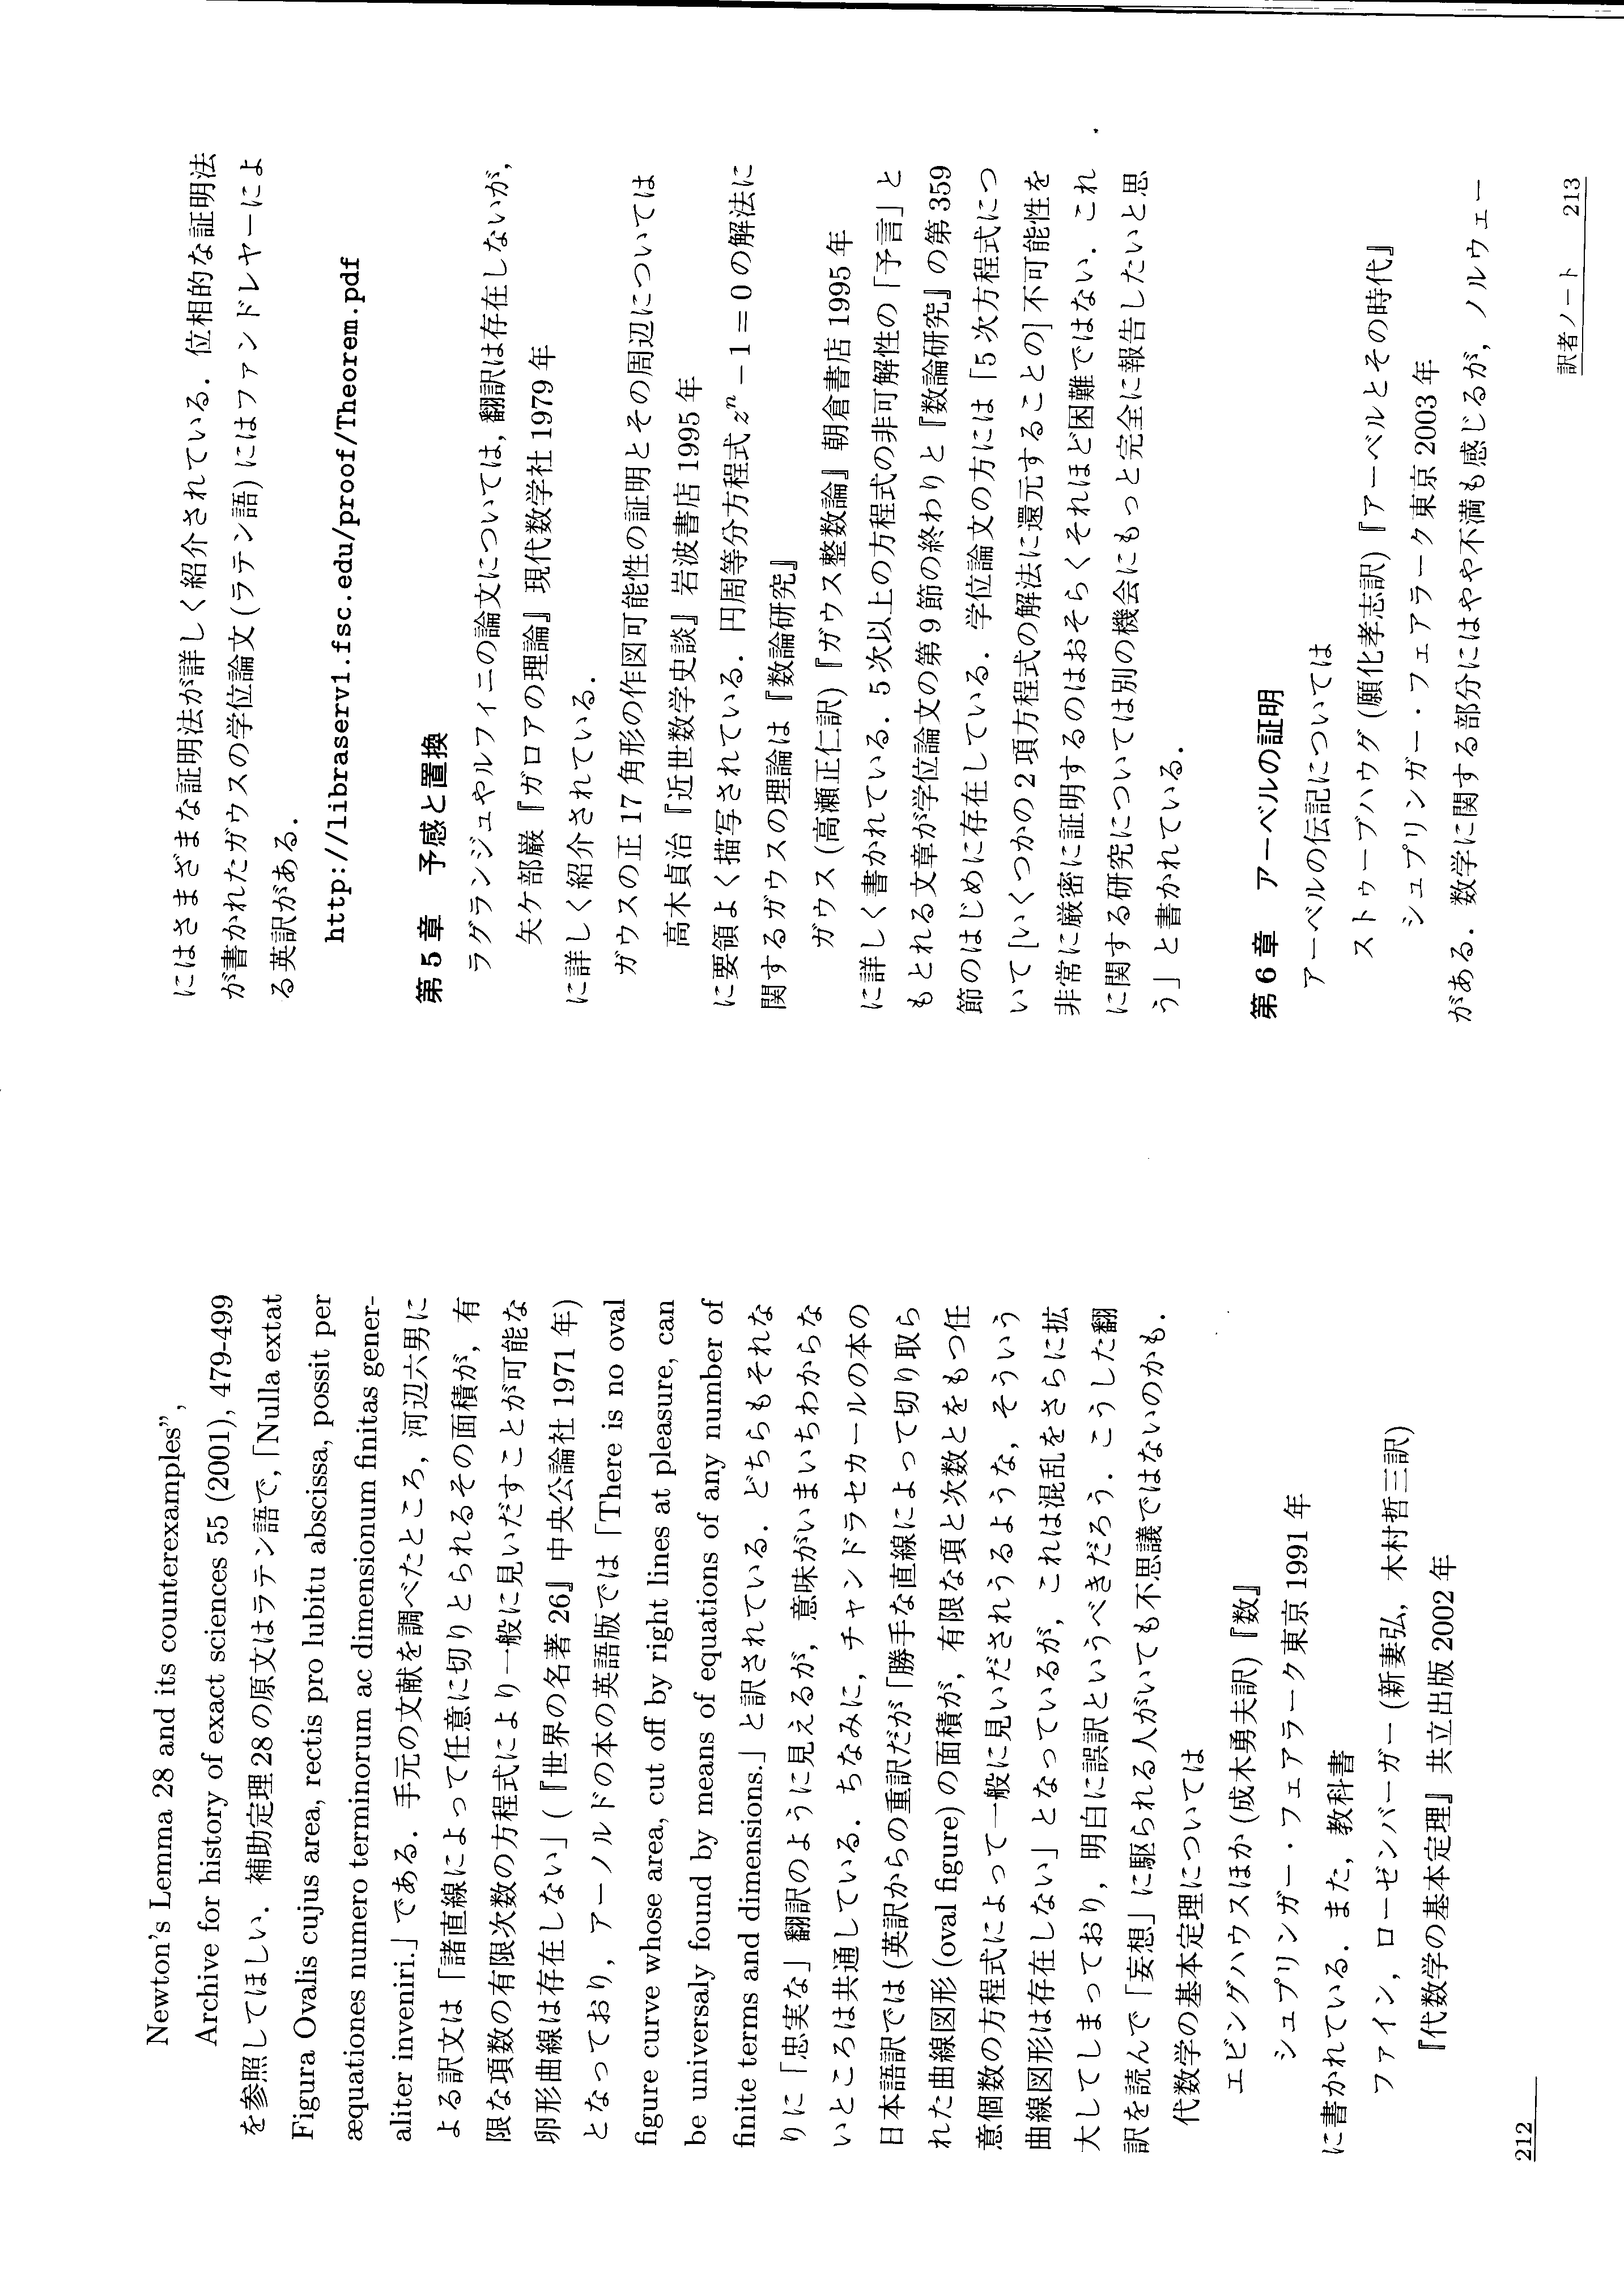 Newton's Lemma 28 and its counterexamples”,
Archive for history of exact sciences 55 (2001), 479-499
を参照してほしい．補助定理28の原文はラテン語で，「Nulla extat
Figura Ovalis cujus area, rectis pro lubitu abscissa, possit per
æquationes numero terminorum ac dimensionum finitas gener-
aliter inveniri.」である．手元の文献を調べたところ，河辺六男に
よる訳文は「諸直線によって任意に切りとられるその面積が，有
限な項数の有限次数の方程式により一般に見いだすことが可能な
卵形曲線は存在しない」(『世界の名著 26』中央公論社 1971 年)
となっており，アーノルドの本の英語版では「There is no oval
figure curve whose area, cut off by right lines at pleasure, can
be universaly found by means of equations of any number of
finite terms and dimensions.」と訳されている．どちらもそれな
りに「忠実な」翻訳のように見えるが，意味がいまいちわからな
いところは共通している．ちなみに，チャンドラセカールの本の
日本語訳では (英訳からの重訳だが「勝手な直線によって切り取ら
れた曲線図形 (oval figure) の面積が，有限な項と次数とをもつ任
意個数の方程式によって一般に見いだされうるような，そういう
曲線図形は存在しない」となっているが，これは混乱をさらに拡
大してしまっており，明白に誤訳というべきだろう．こうした翻
訳を読んで「妄想」に駆られる人がいても不思議ではないのかも．
代数学の基本定理については
エビングハウスほか (成木勇夫訳)『数』
シュプリンガー・フェアラーク東京 1991 年
に書かれている．また，教科書
ファイン，ローゼンバーガー (新妻弘，木村哲三訳)
『代数学の基本定理』共立出版 2002 年
212
にはさまざまな証明法が詳しく紹介されている．位相的な証明法
が書かれたガウスの学位論文 (ラテン語) にはファンドレヤーによ
る英訳がある．
http://libraserv1.fsc.edu/proof/Theorem.pdf
第 5 章　予感と置換
ラグランジュやルフィニの論文については, 翻訳は存在しないが，
矢ケ部巌『ガロアの理論』現代数学社 1979 年
に詳しく紹介されている．
ガウスの正 17 角形の作図可能性の証明とその周辺については
高木貞治『近世数学史談』岩波書店 1995 年
に要領よく描写されている．円周等分方程式 zⁿ − 1 = 0 の解法に
関するガウスの理論は『数論研究』
ガウス (高瀬正仁訳)『ガウス整数論』朝倉書店 1995 年
に詳しく書かれている．5 次以上の方程式の非可解性の「予言」と
もとれる文章が学位論文の第 9 節の終わりと『数論研究』の第 359
節のはじめに存在している．学位論文の方には「5 次方程式につ
いて [いくつかの 2 項方程式の解法に還元することの] 不可能性を
非常に厳密に証明するのはおそらくそれほど困難ではない．これ
に関する研究については別の機会にもっと完全に報告したいと思
う」と書かれている．
第 6 章　アーベルの証明
アーベルの伝記については
ストゥーブハウグ (願化孝志訳)『アーベルとその時代』
シュプリンガー・フェアラーク東京 2003 年
がある．数学に関する部分にはやや不満も感じるが，ノルウェー
訳者ノート　213